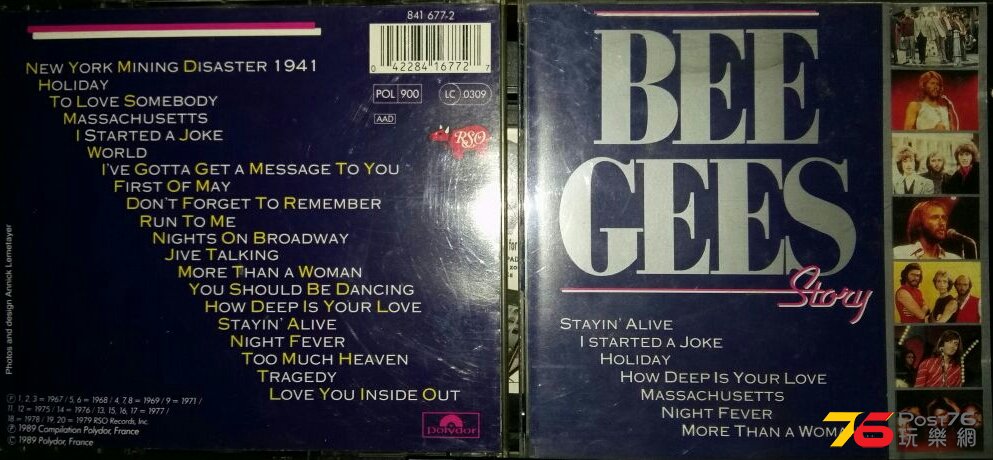 841 677-2
0 42284 16772 7
POL 900
LC 0309
AAD
RSO
NEW YORK MINING DISASTER 1941
HOLIDAY
TO LOVE SOMEBODY
MASSACHUSETTS
I STARTED A JOKE
WORLD
I'VE GOTTA GET A MESSAGE TO YOU
FIRST OF MAY
DON'T FORGET TO REMEMBER
RUN TO ME
NIGHTS ON BROADWAY
JIVE TALKING
MORE THAN A WOMAN
YOU SHOULD BE DANCING
HOW DEEP IS YOUR LOVE
STAYIN' ALIVE
NIGHT FEVER
TOO MUCH HEAVEN
TRAGEDY
LOVE YOU INSIDE OUT
Photos and design Annick Lemetayer
Ⓟ 1, 2, 3 = 1967 / 5, 6 = 1968 / 4, 7, 8 = 1969 / 9 = 1971 /
11, 12 = 1975 / 14 = 1976 / 13, 15, 16, 17 = 1977 /
18 = 1978 / 19, 20 = 1979 RSO Records, Inc.
Ⓟ 1989 Compilation Polydor, France
© 1989 Polydor, France
polydor
for
BEE
GEES
Story
STAYIN' ALIVE
I STARTED A JOKE
HOLIDAY
HOW DEEP IS YOUR LOVE
MASSACHUSETTS
NIGHT FEVER
MORE THAN A WOMA
76 Post76
玩樂網